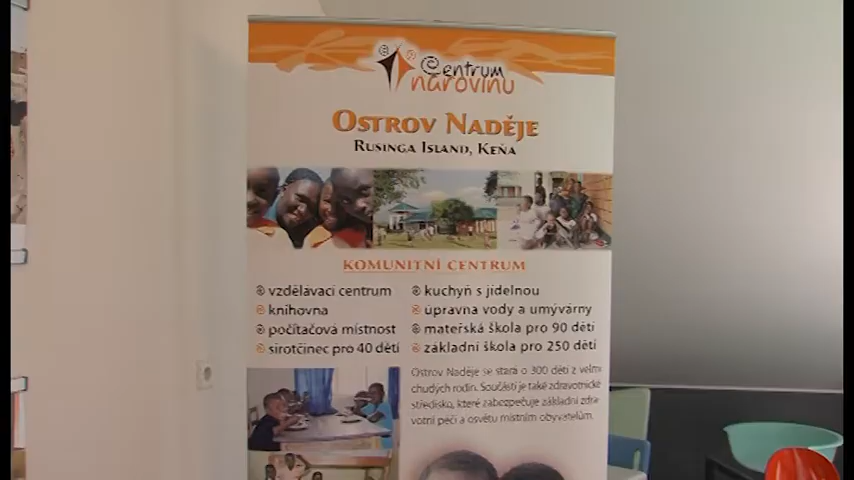 Centrum
narovinu
Ostrov Naděje
Rusinga Island, Keňa
Komunitní centrum
vzdělávací centrum
knihovna
počítačová místnost
sirotčinec pro 40 dětí
kuchyň s jídelnou
úpravna vody a umývárny
mateřská škola pro 90 dětí
základní škola pro 250 dětí
Ostrov Naděje se stará o 300 dětí z velmi
chudých rodin. Součástí je také zdravotnické
středisko, které zabezpečuje základní zdra-
votní péči a osvětu místním obyvatelům.